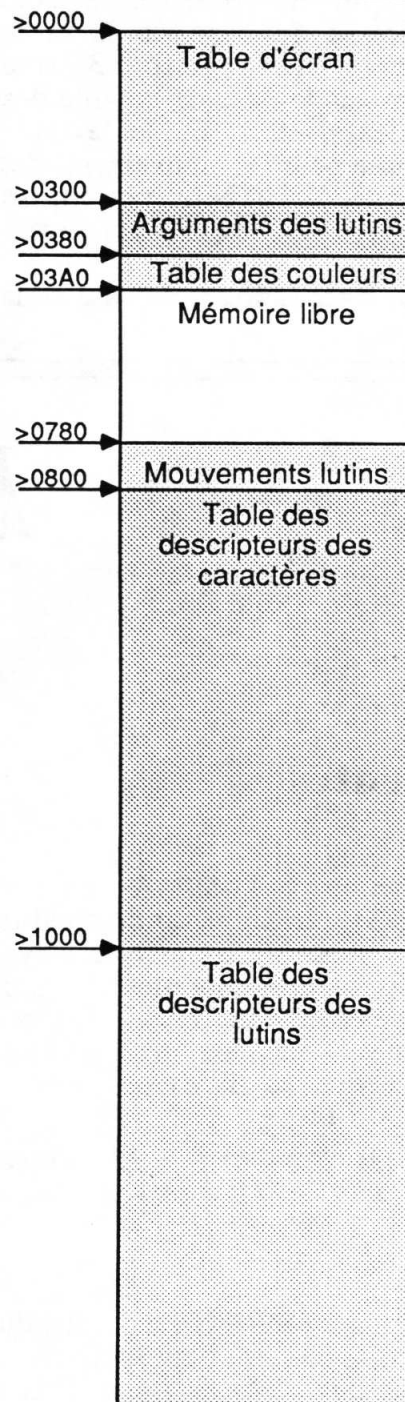 >0000
Table d'écran
>0300
Arguments des lutins
>0380
Table des couleurs
>03A0
Mémoire libre
>0780
Mouvements lutins
>0800
Table des
descripteurs des
caractères
>1000
Table des
descripteurs des
lutins